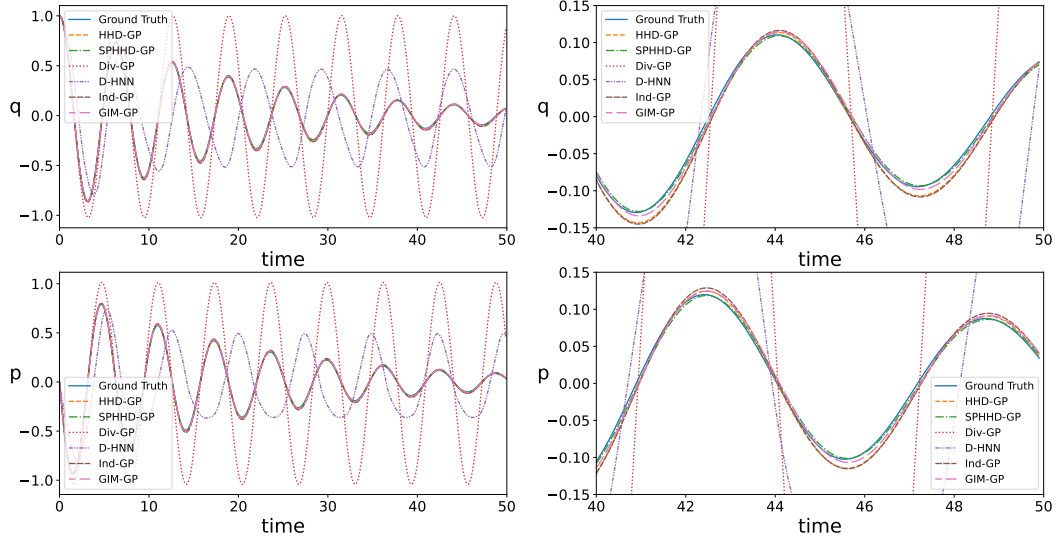 1.0
0.5
0.0
−0.5
−1.0
q
0 10 20 30 40 50
time
Ground Truth
HHD-GP
SPHHD-GP
Div-GP
D-HNN
Ind-GP
GIM-GP
0.15
0.10
0.05
0.00
−0.05
−0.10
−0.15
q
40 42 44 46 48 50
time
Ground Truth
HHD-GP
SPHHD-GP
Div-GP
D-HNN
Ind-GP
GIM-GP
1.0
0.5
0.0
−0.5
−1.0
p
0 10 20 30 40 50
time
Ground Truth
HHD-GP
SPHHD-GP
Div-GP
D-HNN
Ind-GP
GIM-GP
0.15
0.10
0.05
0.00
−0.05
−0.10
−0.15
p
40 42 44 46 48 50
time
Ground Truth
HHD-GP
SPHHD-GP
Div-GP
D-HNN
Ind-GP
GIM-GP